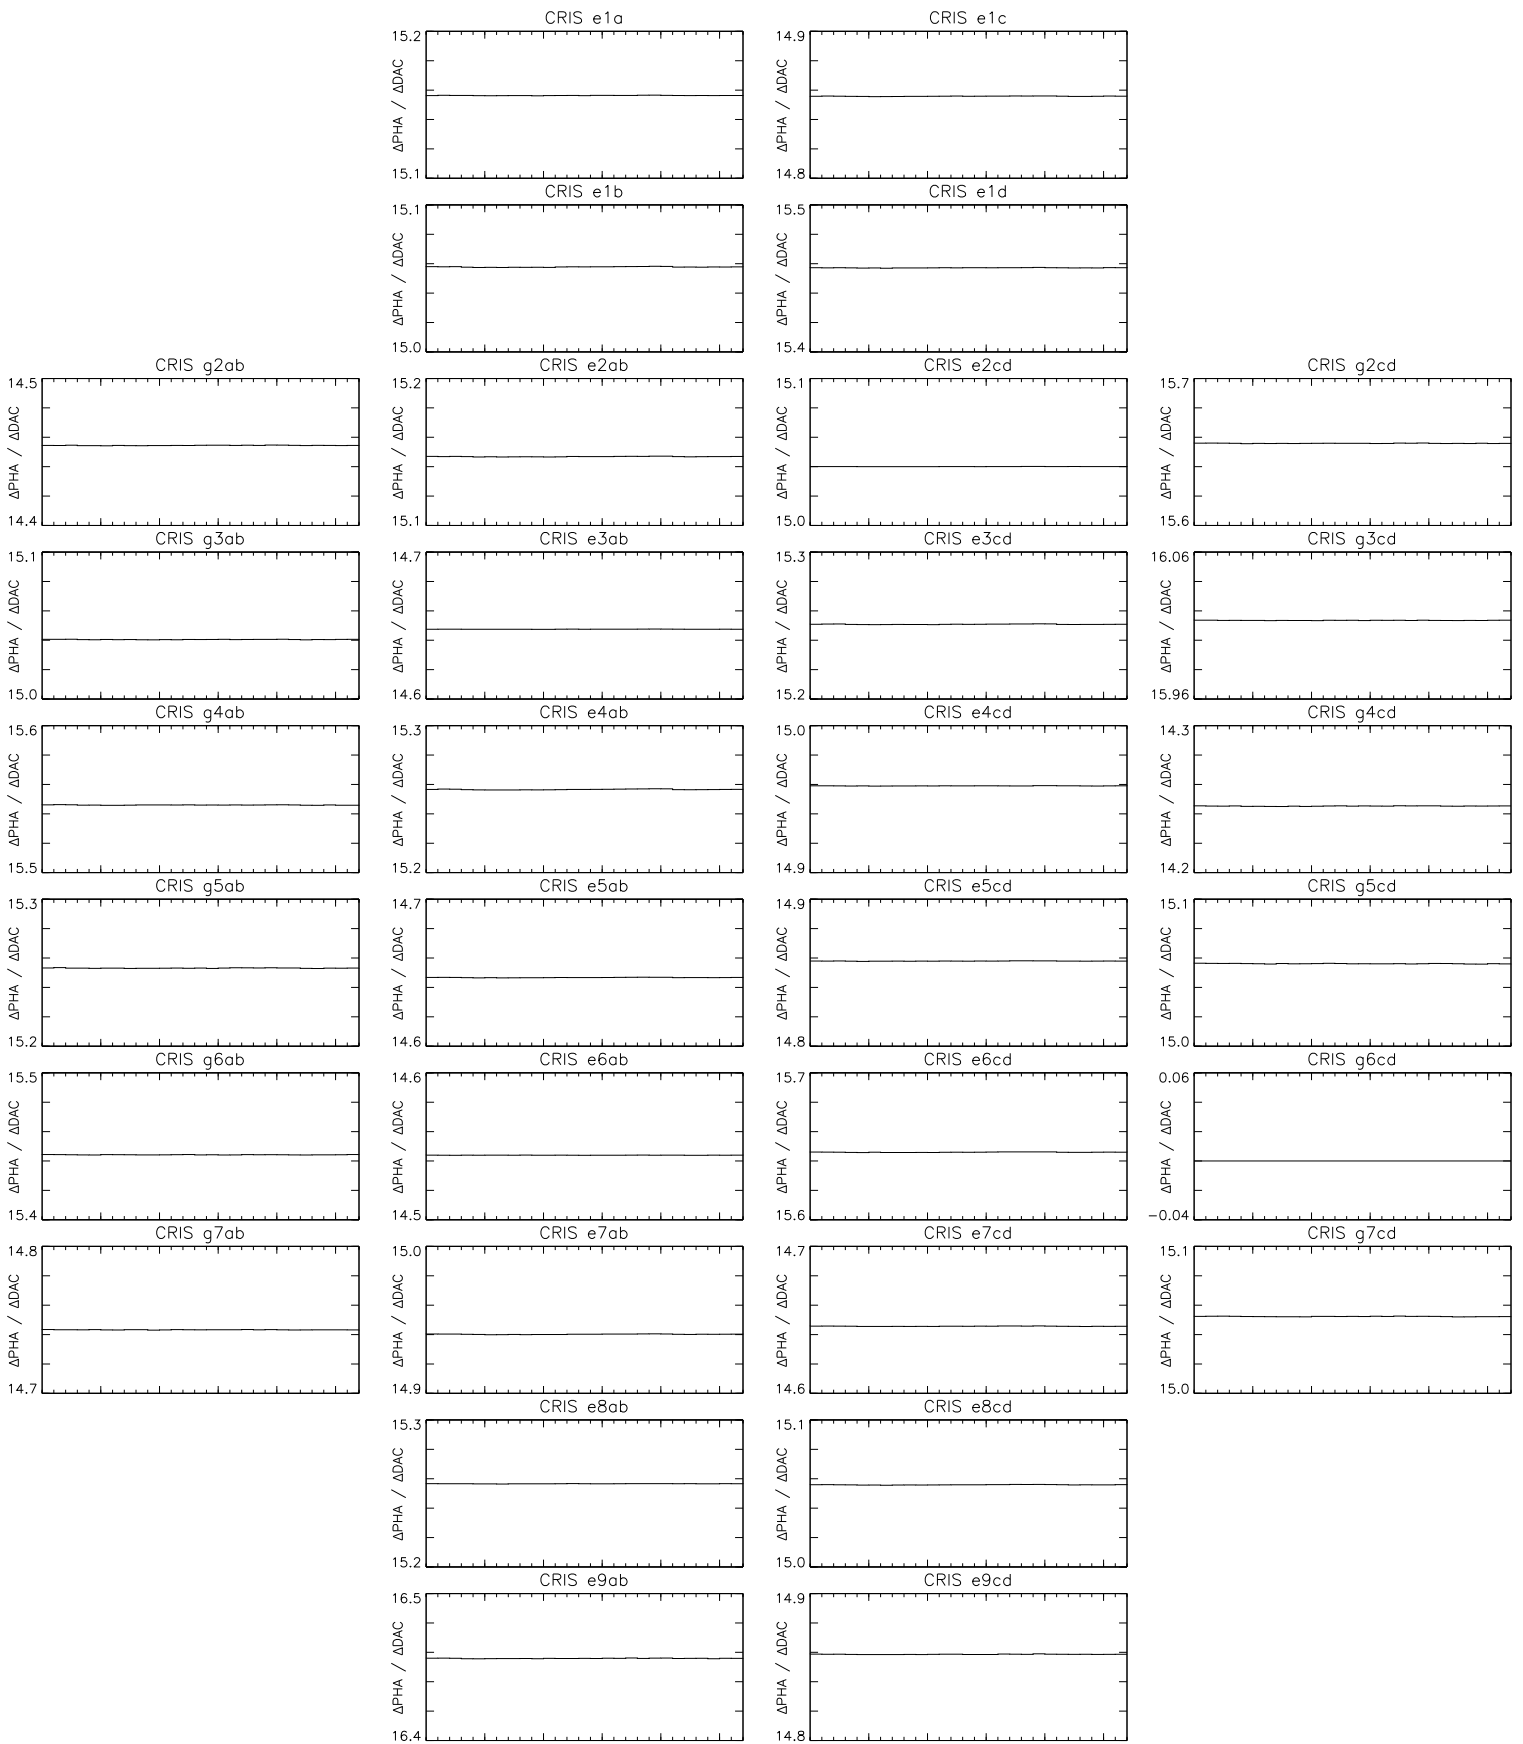 CRIS e1a
15.2
ΔPHA / ΔDAC
15.1
CRIS e1c
14.9
ΔPHA / ΔDAC
14.8
CRIS e1b
15.1
ΔPHA / ΔDAC
15.0
CRIS e1d
15.5
ΔPHA / ΔDAC
15.4
CRIS g2ab
14.5
ΔPHA / ΔDAC
14.4
CRIS e2ab
15.2
ΔPHA / ΔDAC
15.1
CRIS e2cd
15.1
ΔPHA / ΔDAC
15.0
CRIS g2cd
15.7
ΔPHA / ΔDAC
15.6
CRIS g3ab
15.1
ΔPHA / ΔDAC
15.0
CRIS e3ab
14.7
ΔPHA / ΔDAC
14.6
CRIS e3cd
15.3
ΔPHA / ΔDAC
15.2
CRIS g3cd
16.06
ΔPHA / ΔDAC
15.96
CRIS g4ab
15.6
ΔPHA / ΔDAC
15.5
CRIS e4ab
15.3
ΔPHA / ΔDAC
15.2
CRIS e4cd
15.0
ΔPHA / ΔDAC
14.9
CRIS g4cd
14.3
ΔPHA / ΔDAC
14.2
CRIS g5ab
15.3
ΔPHA / ΔDAC
15.2
CRIS e5ab
14.7
ΔPHA / ΔDAC
14.6
CRIS e5cd
14.9
ΔPHA / ΔDAC
14.8
CRIS g5cd
15.1
ΔPHA / ΔDAC
15.0
CRIS g6ab
15.5
ΔPHA / ΔDAC
15.4
CRIS e6ab
14.6
ΔPHA / ΔDAC
14.5
CRIS e6cd
15.7
ΔPHA / ΔDAC
15.6
CRIS g6cd
0.06
ΔPHA / ΔDAC
−0.04
CRIS g7ab
14.8
ΔPHA / ΔDAC
14.7
CRIS e7ab
15.0
ΔPHA / ΔDAC
14.9
CRIS e7cd
14.7
ΔPHA / ΔDAC
14.6
CRIS g7cd
15.1
ΔPHA / ΔDAC
15.0
CRIS e8ab
15.3
ΔPHA / ΔDAC
15.2
CRIS e8cd
15.1
ΔPHA / ΔDAC
15.0
CRIS e9ab
16.5
ΔPHA / ΔDAC
16.4
CRIS e9cd
14.9
ΔPHA / ΔDAC
14.8